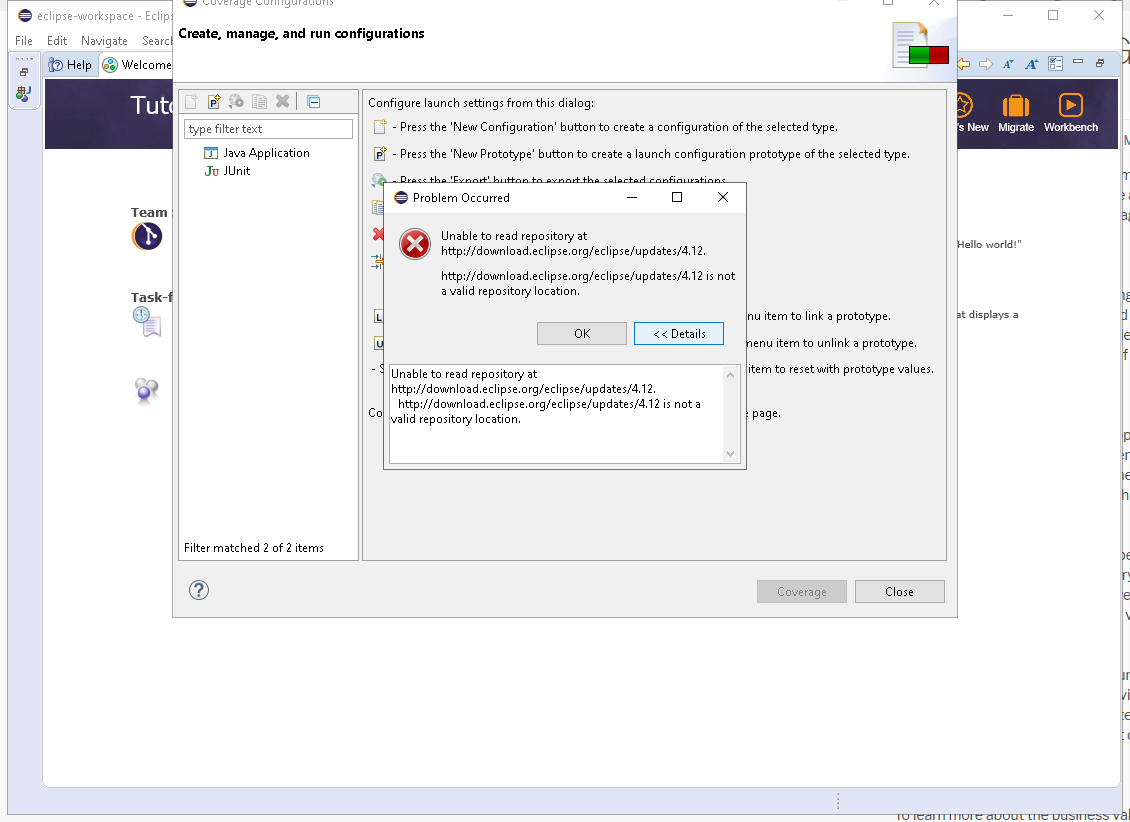 Coverage Configurations
eclipse-workspace - Eclips
File Edit Navigate Search
Create, manage, and run configurations
Help
Welcome
Tuto
's New
Migrate
Workbench
type filter text
Java Application
JUnit
Filter matched 2 of 2 items
Configure launch settings from this dialog:
- Press the 'New Configuration' button to create a configuration of the selected type.
- Press the 'New Prototype' button to create a launch configuration prototype of the selected type.
- Press the 'Export' button to export the selected configurations.
nu item to link a prototype.
menu item to unlink a prototype.
- S
item to reset with prototype values.
Co
e page.
Problem Occurred
Unable to read repository at
http://download.eclipse.org/eclipse/updates/4.12.
http://download.eclipse.org/eclipse/updates/4.12 is not
a valid repository location.
OK
<< Details
Unable to read repository at
http://download.eclipse.org/eclipse/updates/4.12.
http://download.eclipse.org/eclipse/updates/4.12 is not a
valid repository location.
Team
Task-f
Hello world!"
at displays a
Coverage
Close
To learn more about the business val